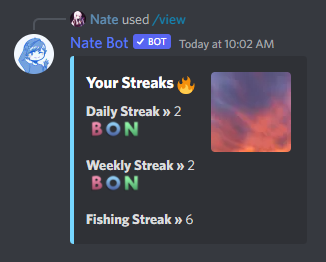 Nate used /view
Nate Bot ✓ BOT Today at 10:02 AM
Your Streaks 🔥
Daily Streak » 2
BON
Weekly Streak » 2
BON
Fishing Streak » 6